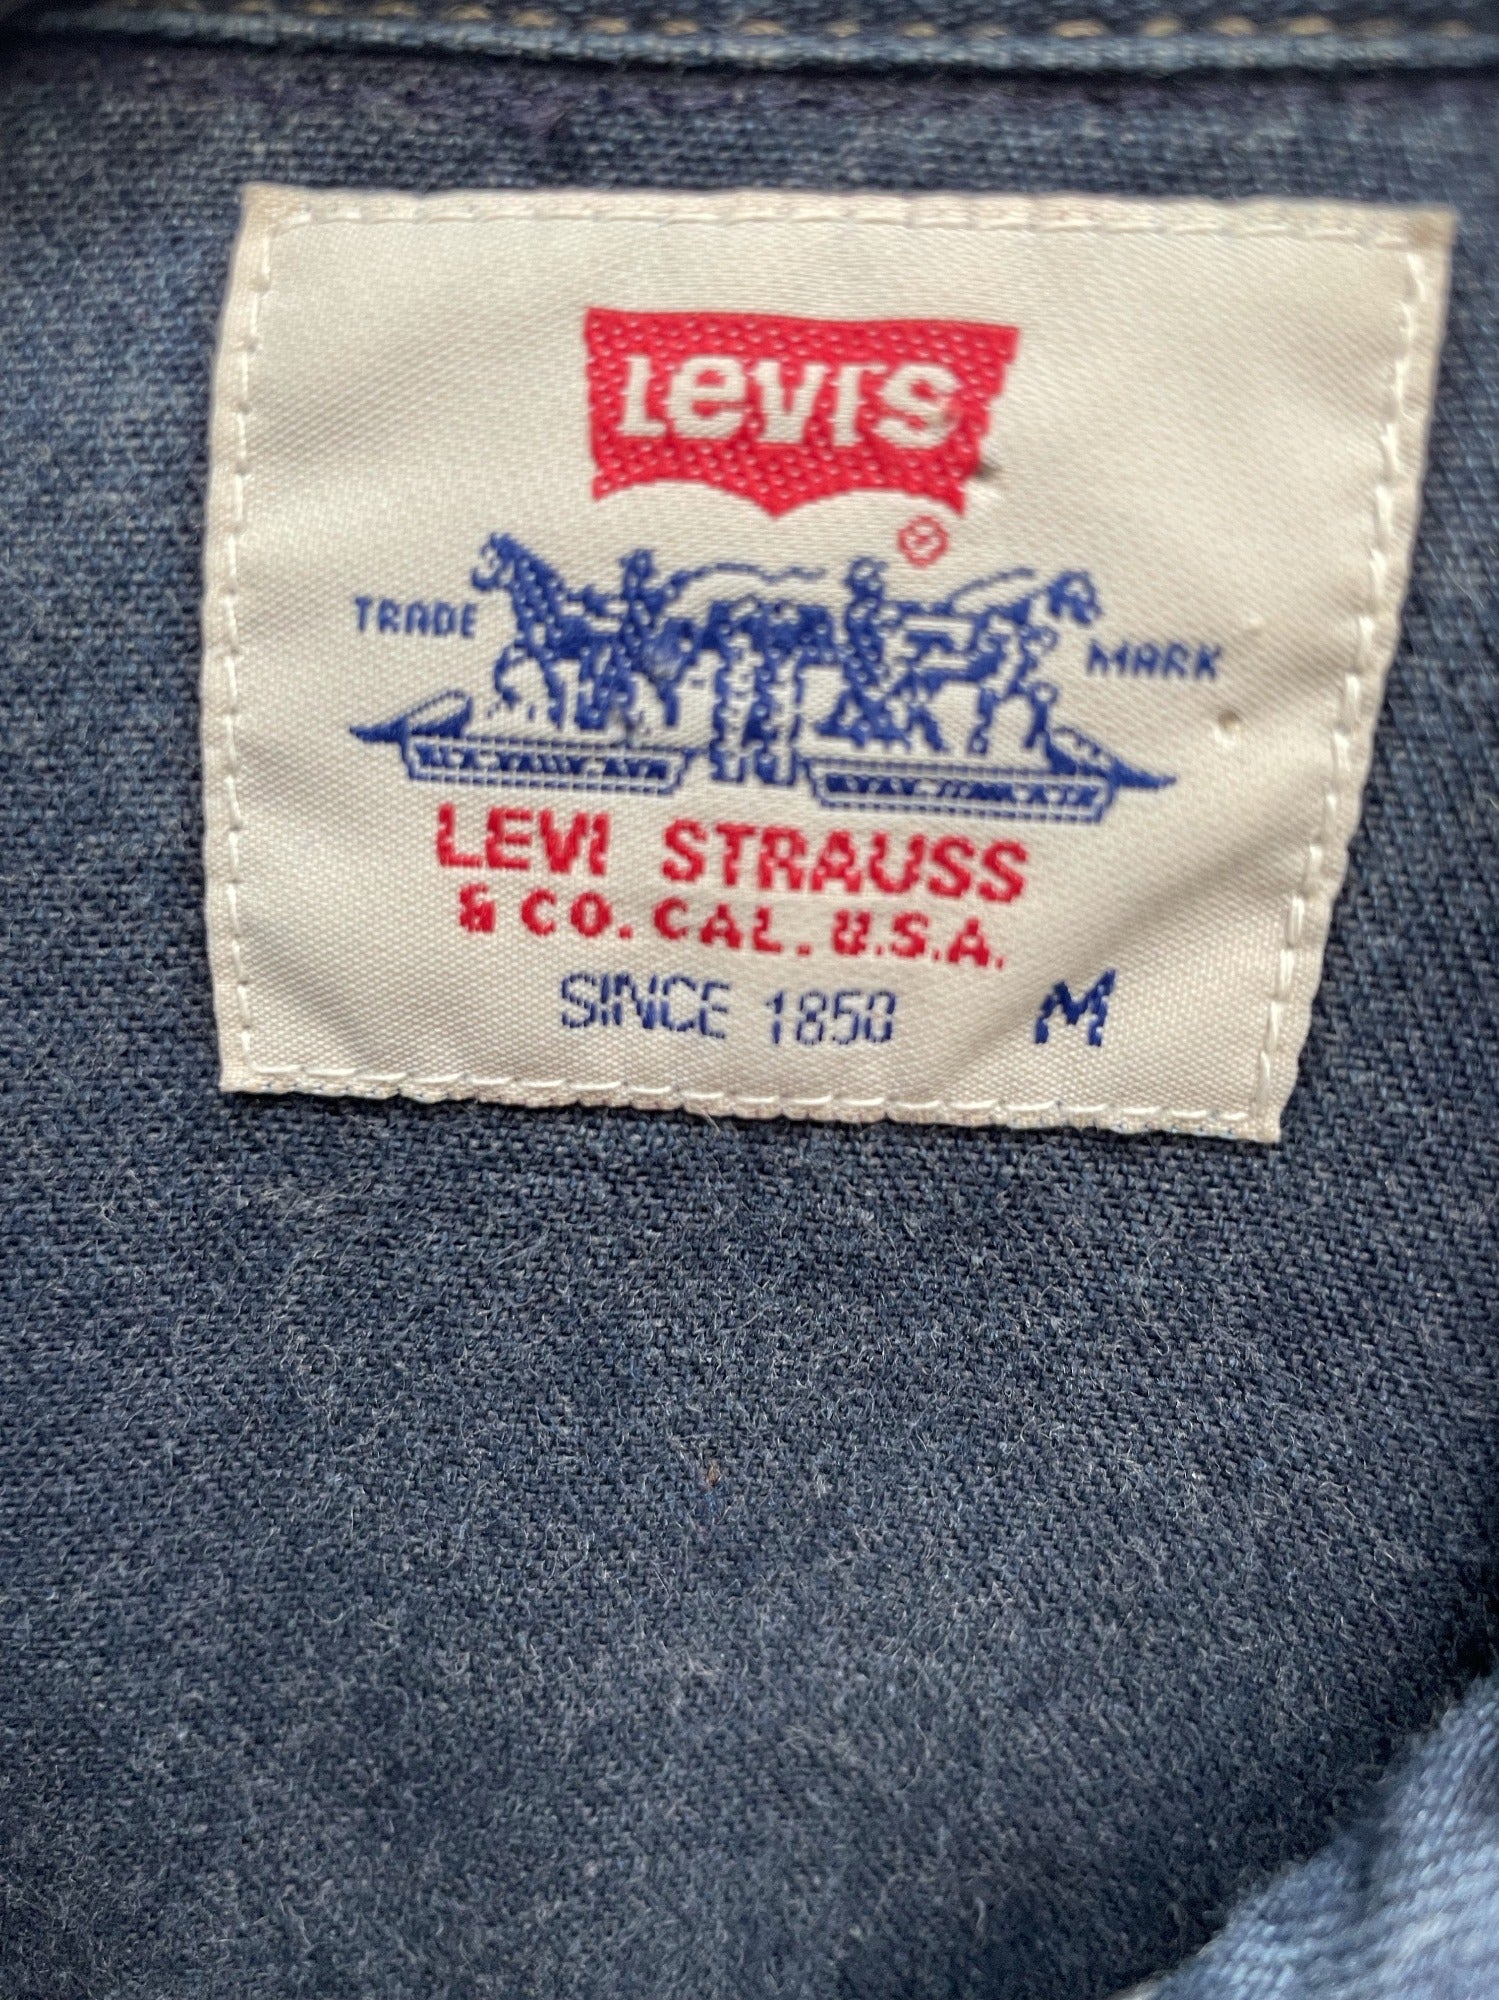 Levi's
®
TRADE MARK
LEVI STRAUSS
& CO. CAL. U.S.A.
SINCE 1850 M